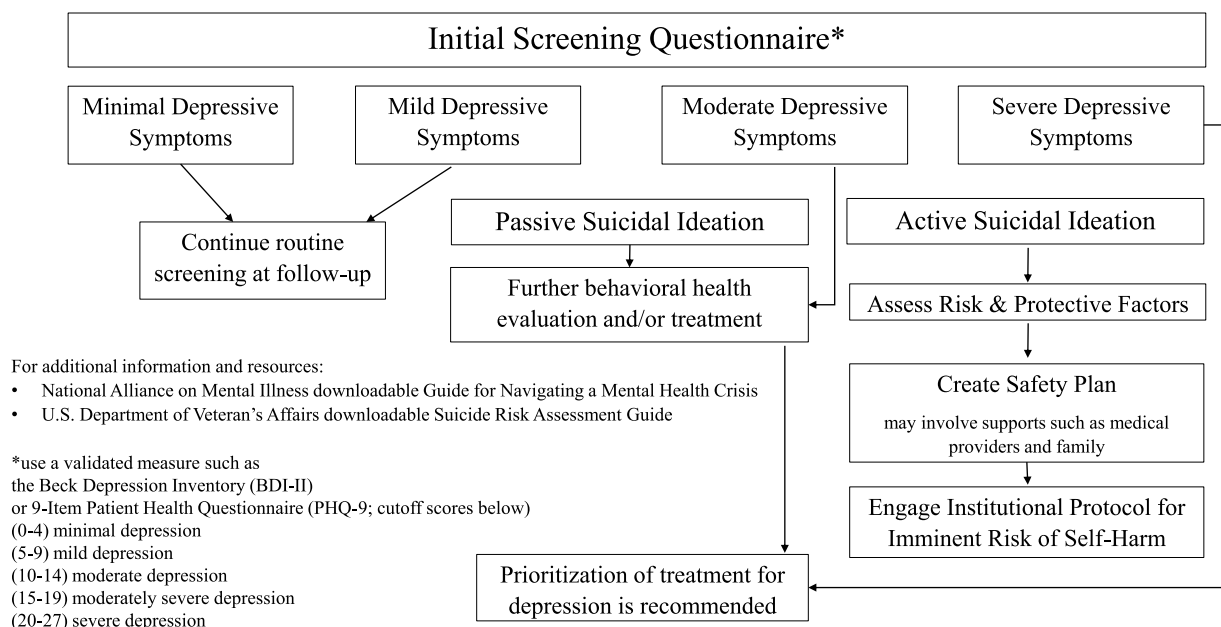 Initial Screening Questionnaire*
Minimal Depressive
Symptoms
Mild Depressive
Symptoms
Moderate Depressive
Symptoms
Severe Depressive
Symptoms
Continue routine
screening at follow-up
Passive Suicidal Ideation
Further behavioral health
evaluation and/or treatment
Active Suicidal Ideation
Assess Risk & Protective Factors
Create Safety Plan
may involve supports such as medical
providers and family
Engage Institutional Protocol for
Imminent Risk of Self-Harm
Prioritization of treatment for
depression is recommended
For additional information and resources:
• National Alliance on Mental Illness downloadable Guide for Navigating a Mental Health Crisis
• U.S. Department of Veteran's Affairs downloadable Suicide Risk Assessment Guide
*use a validated measure such as
the Beck Depression Inventory (BDI-II)
or 9-Item Patient Health Questionnaire (PHQ-9; cutoff scores below)
(0-4) minimal depression
(5-9) mild depression
(10-14) moderate depression
(15-19) moderately severe depression
(20-27) severe depression